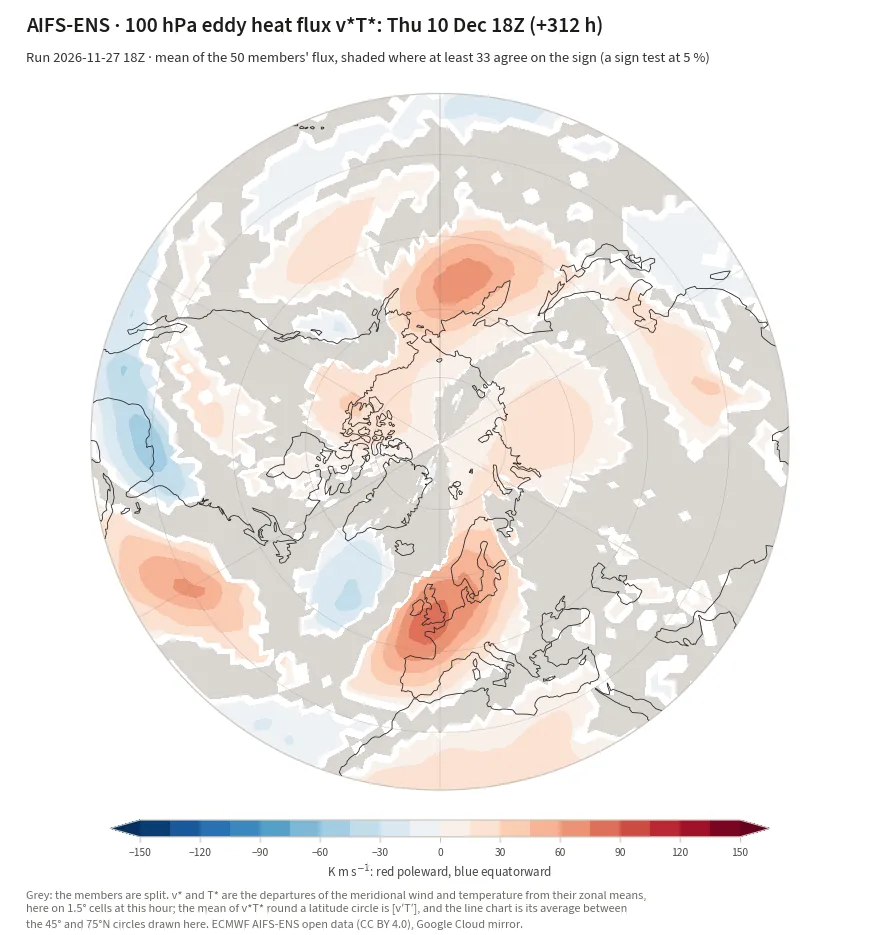 AIFS-ENS · 100 hPa eddy heat flux v*T*: Thu 10 Dec 18Z (+312 h)
Run 2026-11-27 18Z · mean of the 50 members' flux, shaded where at least 33 agree on the sign (a sign test at 5 %)
−150 −120 −90 −60 −30 0 30 60 90 120 150
K m s⁻¹: red poleward, blue equatorward
Grey: the members are split. v* and T* are the departures of the meridional wind and temperature from their zonal means,
here on 1.5° cells at this hour; the mean of v*T* round a latitude circle is [v′T′], and the line chart is its average between
the 45° and 75°N circles drawn here. ECMWF AIFS-ENS open data (CC BY 4.0), Google Cloud mirror.